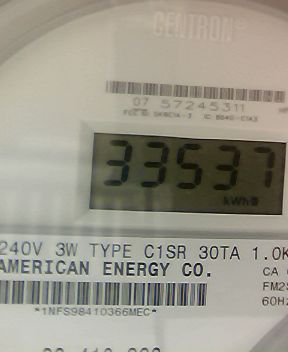 CENTRON®
07 57245311
33537
kWh
240V 3W TYPE C1SR 30TA 1.0K
AMERICAN ENERGY CO.
CA
FM2S
60Hz
*1NFS98410366MEC*